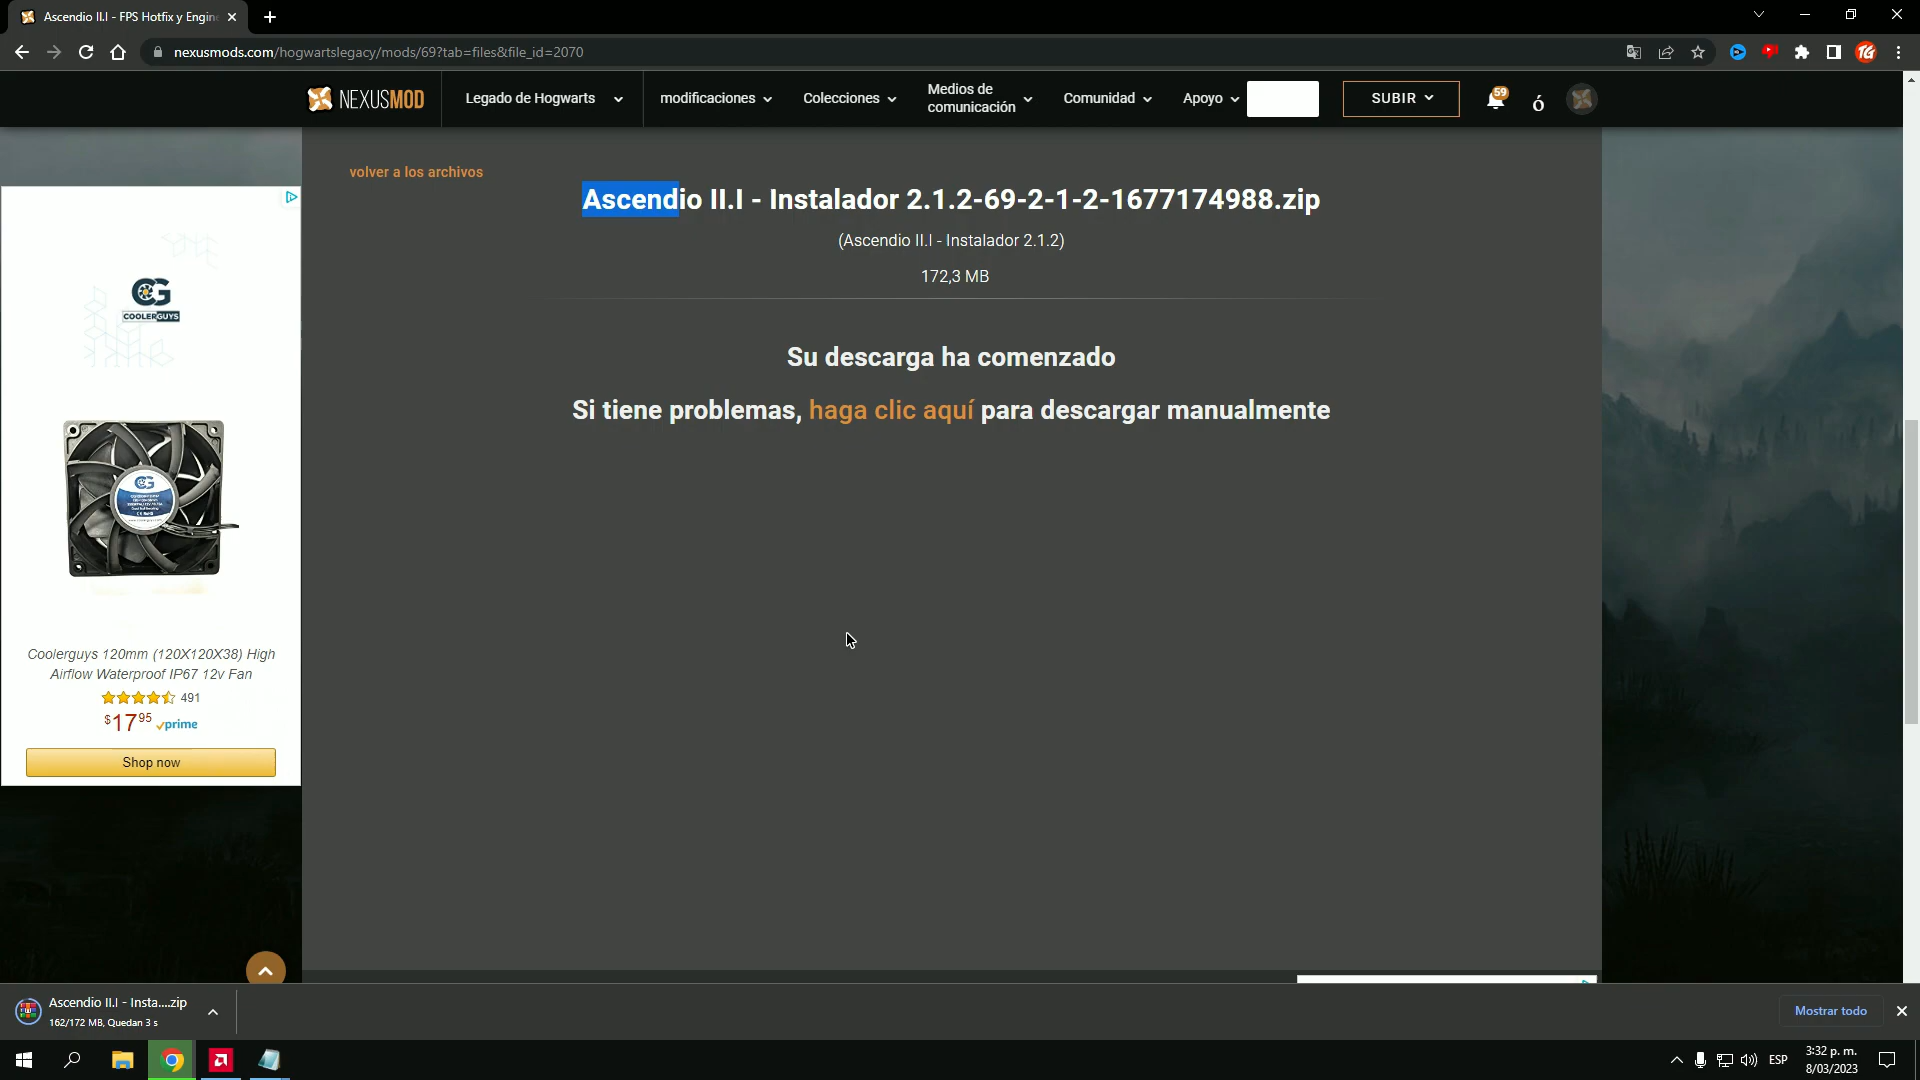 Ascendio II.I - FPS Hotfix y Engin
nexusmods.com/hogwartslegacy/mods/69?tab=files&file_id=2070
NEXUSMOD
Legado de Hogwarts
modificaciones
Colecciones
Medios de
comunicación
Comunidad
Apoyo
SUBIR
59
ó
TG
volver a los archivos
Ascendio II.I - Instalador 2.1.2-69-2-1-2-1677174988.zip
(Ascendio II.I - Instalador 2.1.2)
172,3 MB
Su descarga ha comenzado
Si tiene problemas, haga clic aquí para descargar manualmente
CG
COOLERGUYS
Coolerguys 120mm (120X120X38) High
Airflow Waterproof IP67 12v Fan
491
$17 95 prime
Shop now
Ascendio II.I - Insta....zip
162/172 MB, Quedan 3 s
Mostrar todo
ESP
3:32 p. m.
8/03/2023